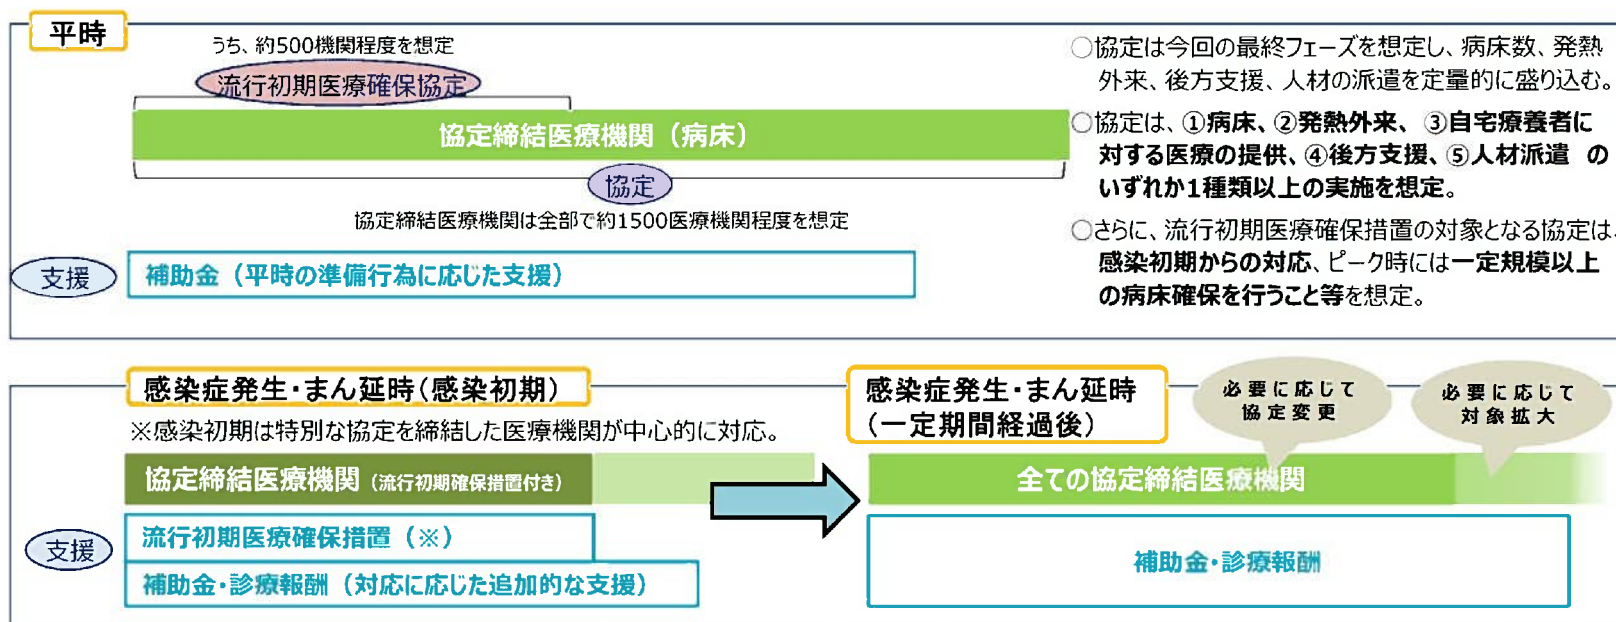 平時
うち、約500機関程度を想定
流行初期医療確保協定
協定締結医療機関（病床）
協定
協定締結医療機関は全部で約1500医療機関程度を想定
支援
補助金（平時の準備行為に応じた支援）
○協定は今回の最終フェーズを想定し、病床数、発熱
外来、後方支援、人材の派遣を定量的に盛り込む。
○協定は、①病床、②発熱外来、 ③自宅療養者に
対する医療の提供、④後方支援、⑤人材派遣 の
いずれか1種類以上の実施を想定。
○さらに、流行初期医療確保措置の対象となる協定は、
感染初期からの対応、ピーク時には一定規模以上
の病床確保を行うこと等を想定。
感染症発生・まん延時（感染初期）
※感染初期は特別な協定を締結した医療機関が中心的に対応。
協定締結医療機関（流行初期確保措置付き）
支援
流行初期医療確保措置（※）
補助金・診療報酬（対応に応じた追加的な支援）
感染症発生・まん延時
（一定期間経過後）
必要に応じて
協定変更
必要に応じて
対象拡大
全ての協定締結医療機関
補助金・診療報酬